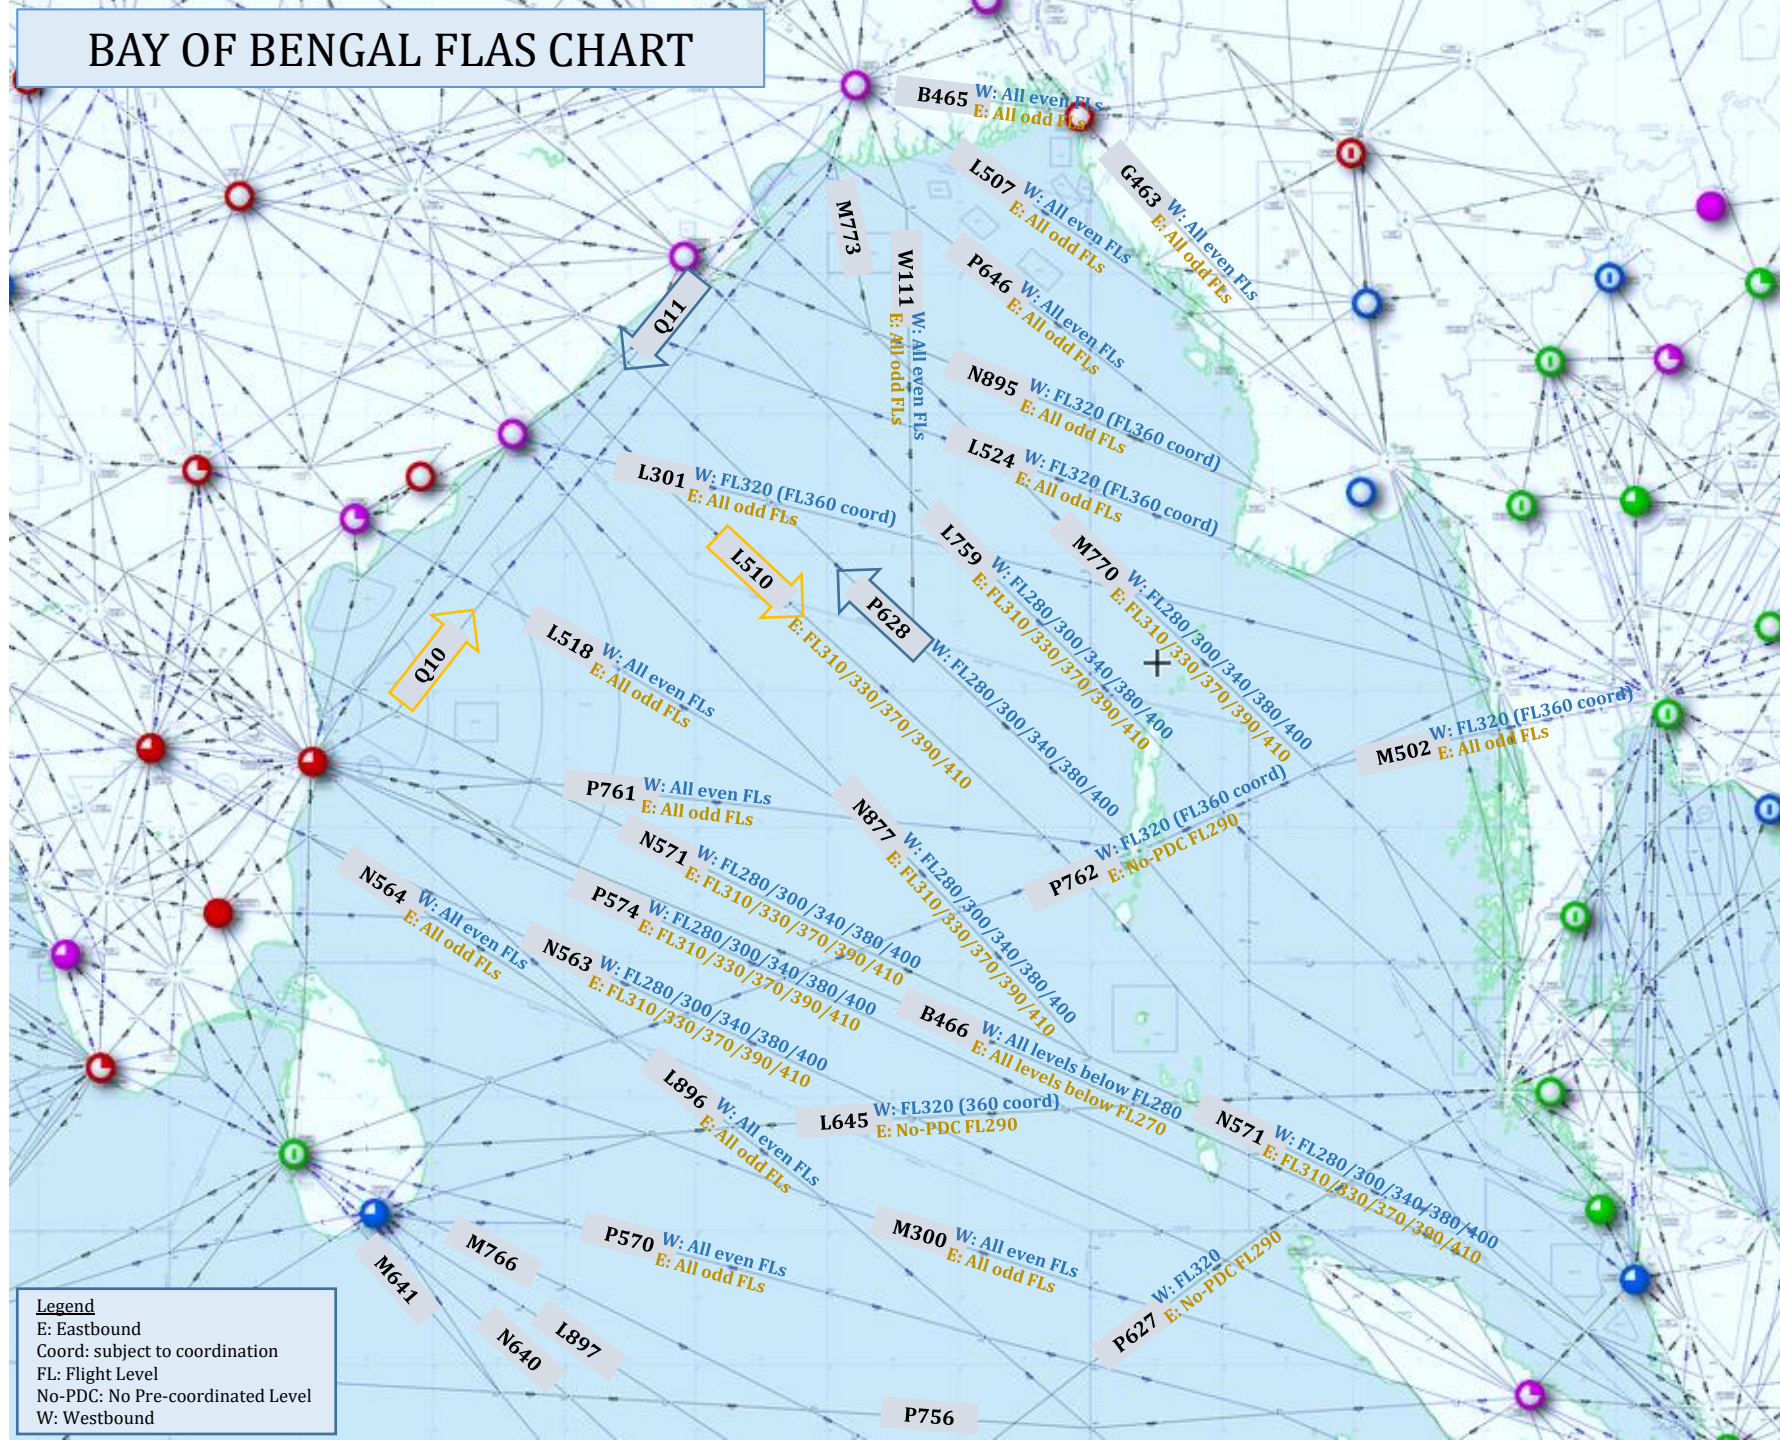 BAY OF BENGAL FLAS CHART
B465
W: All even FLs
E: All odd FLs
L507
W: All even FLs
E: All odd FLs
G463
W: All even FLs
E: All odd FLs
M773
W111
W: All even FLs
E: All odd FLs
P646
W: All even FLs
E: All odd FLs
Q11
N895
W: FL320 (FL360 coord)
E: All odd FLs
L524
W: FL320 (FL360 coord)
E: All odd FLs
L301
W: FL320 (FL360 coord)
E: All odd FLs
L510
E: FL310/330/370/390/410
P628
W: FL280/300/340/380/400
L759
W: FL280/300/340/380/400
E: FL310/330/370/390/410
M770
W: FL280/300/340/380/400
E: FL310/330/370/390/410
Q10
L518
W: All even FLs
E: All odd FLs
M502
W: FL320 (FL360 coord)
E: All odd FLs
P761
W: All even FLs
E: All odd FLs
N877
W: FL280/300/340/380/400
E: FL310/330/370/390/410
P762
W: FL320 (FL360 coord)
E: No-PDC FL290
N571
W: FL280/300/340/380/400
E: FL310/330/370/390/410
N564
W: All even FLs
E: All odd FLs
P574
W: FL280/300/340/380/400
E: FL310/330/370/390/410
N563
W: FL280/300/340/380/400
E: FL310/330/370/390/410
B466
W: All levels below FL280
E: All levels below FL270
L896
W: All even FLs
E: All odd FLs
L645
W: FL320 (360 coord)
E: No-PDC FL290
N571
W: FL280/300/340/380/400
E: FL310/330/370/390/410
P570
W: All even FLs
E: All odd FLs
M300
W: All even FLs
E: All odd FLs
P627
W: FL320
E: No-PDC FL290
M641
M766
N640
L897
P756
Legend
E: Eastbound
Coord: subject to coordination
FL: Flight Level
No-PDC: No Pre-coordinated Level
W: Westbound